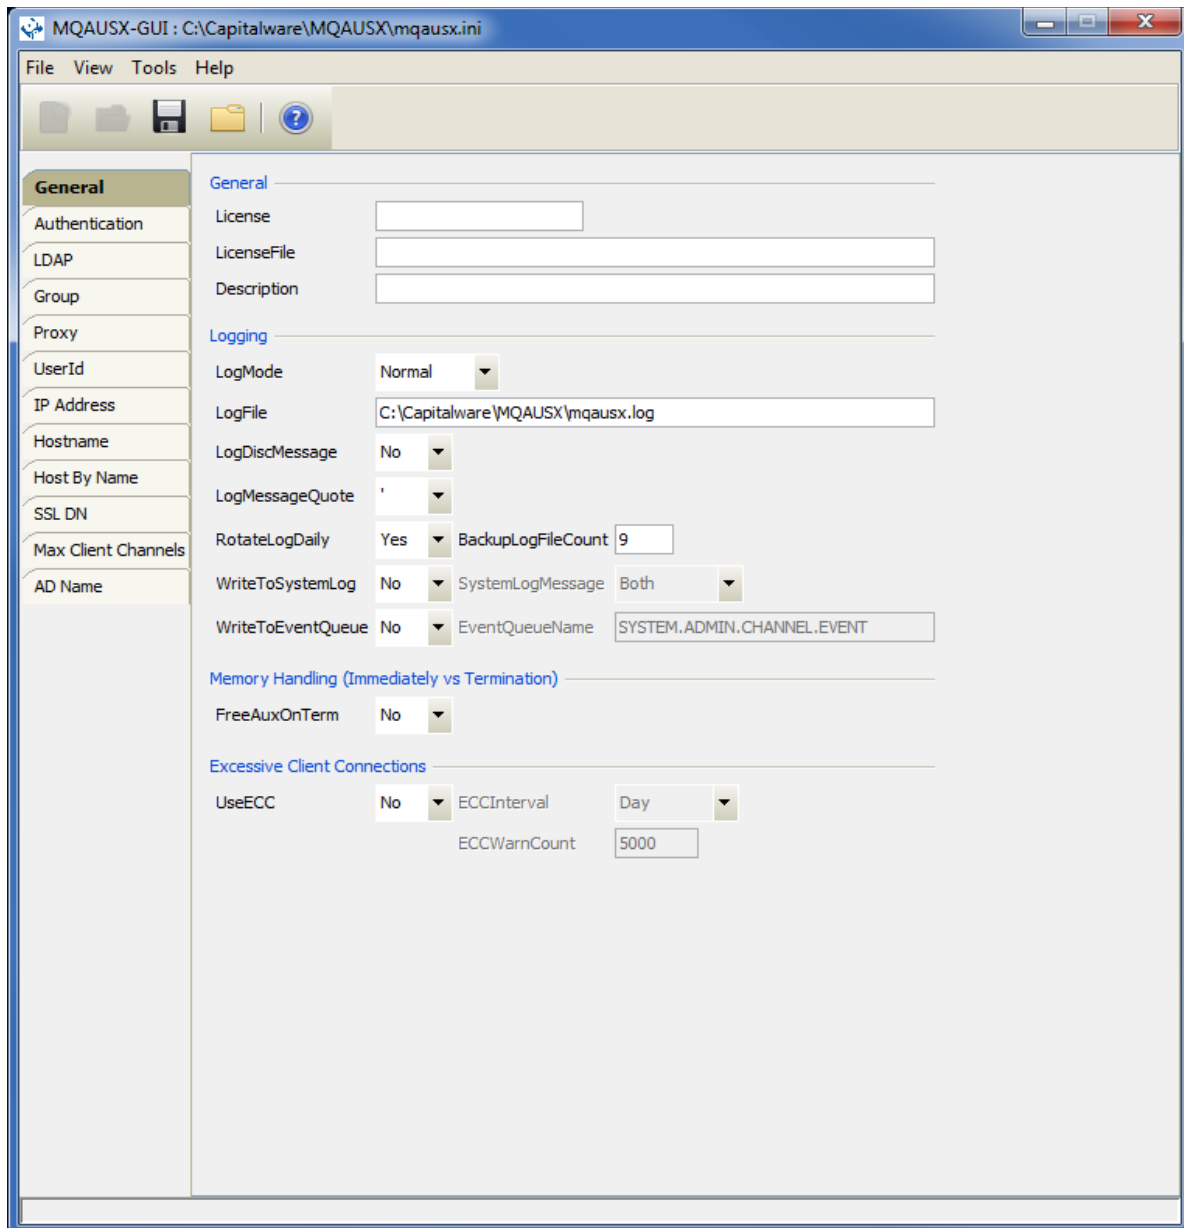 MQAUSX-GUI : C:\Capitalware\MQAUSX\mqausx.ini
File View Tools Help
?
General
Authentication
LDAP
Group
Proxy
UserId
IP Address
Hostname
Host By Name
SSL DN
Max Client Channels
AD Name
General
License
LicenseFile
Description
Logging
LogMode Normal
LogFile C:\Capitalware\MQAUSX\mqausx.log
LogDiscMessage No
LogMessageQuote '
RotateLogDaily Yes BackupLogFileCount 9
WriteToSystemLog No SystemLogMessage Both
WriteToEventQueue No EventQueueName SYSTEM.ADMIN.CHANNEL.EVENT
Memory Handling (Immediately vs Termination)
FreeAuxOnTerm No
Excessive Client Connections
UseECC No ECCInterval Day
ECCWarnCount 5000